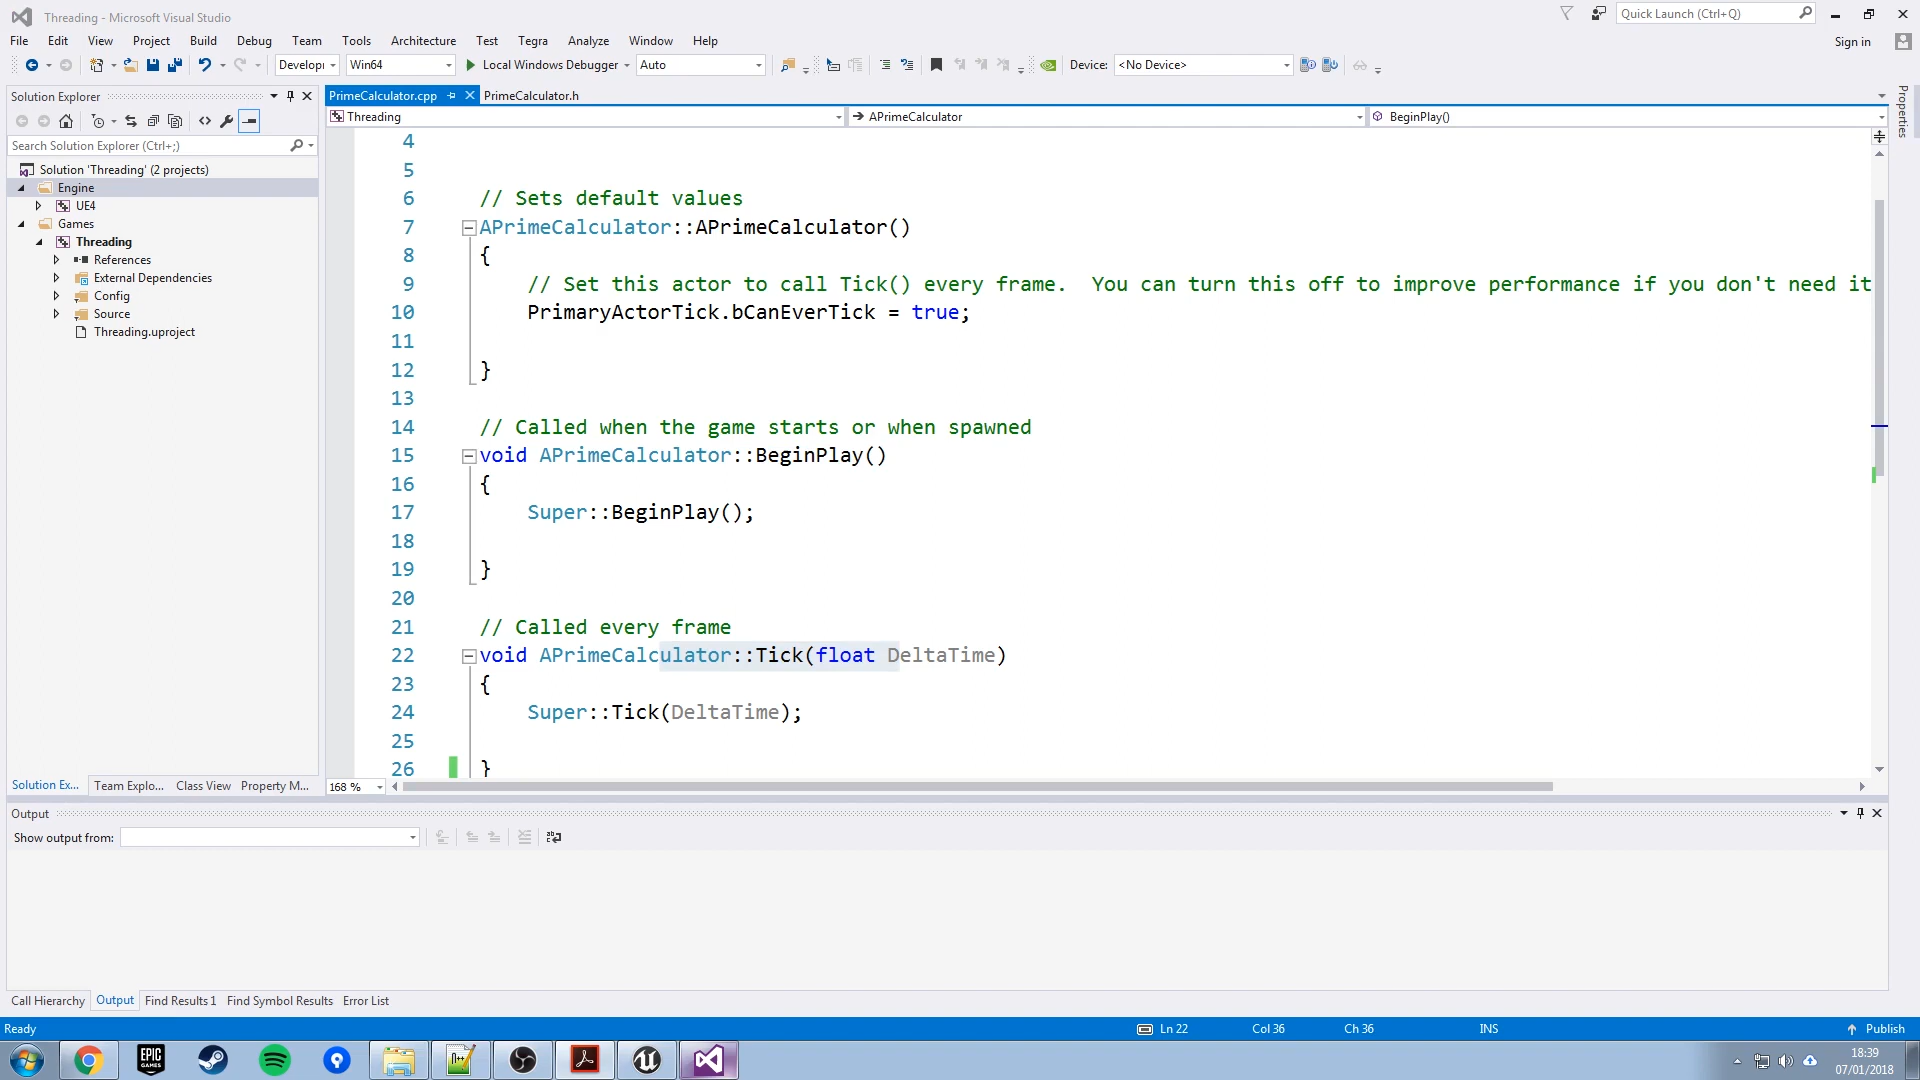 Threading - Microsoft Visual Studio
Quick Launch (Ctrl+Q)
File Edit View Project Build Debug Team Tools Architecture Test Tegra Analyze Window Help
Sign in
Developi Win64 Local Windows Debugger Auto Device: <No Device>
Solution Explorer
PrimeCalculator.cpp PrimeCalculator.h
Properties
Threading APrimeCalculator BeginPlay()
Search Solution Explorer (Ctrl+;)
Solution 'Threading' (2 projects)
Engine
UE4
Games
Threading
References
External Dependencies
Config
Source
Threading.uproject
4
5
6 // Sets default values
7 APrimeCalculator::APrimeCalculator()
8 {
9 // Set this actor to call Tick() every frame.  You can turn this off to improve performance if you don't need it
10 PrimaryActorTick.bCanEverTick = true;
11
12 }
13
14 // Called when the game starts or when spawned
15 void APrimeCalculator::BeginPlay()
16 {
17 Super::BeginPlay();
18
19 }
20
21 // Called every frame
22 void APrimeCalculator::Tick(float DeltaTime)
23 {
24 Super::Tick(DeltaTime);
25
26 }
Solution Ex... Team Explo... Class View Property M...
168 %
Output
Show output from:
Call Hierarchy Output Find Results 1 Find Symbol Results Error List
Ready Ln 22 Col 36 Ch 36 INS Publish
EPIC
GAMES
N++
18:39
07/01/2018